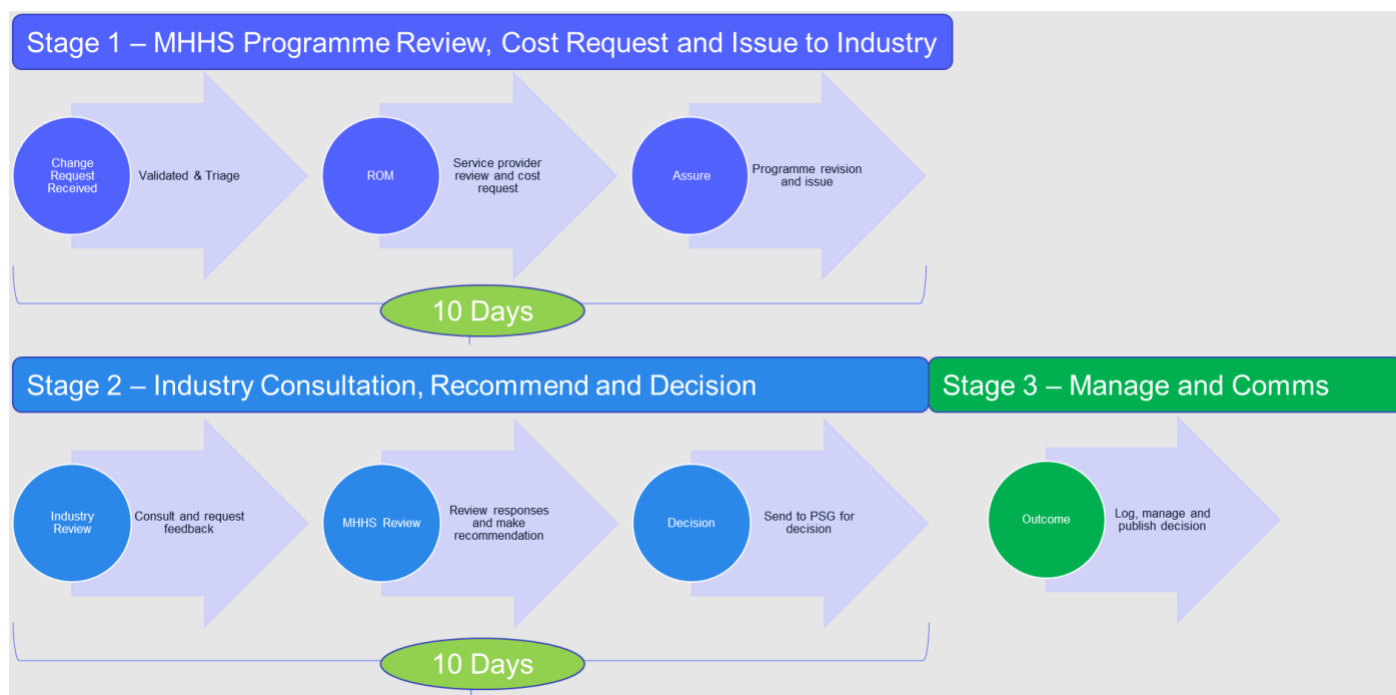 Stage 1 – MHHS Programme Review, Cost Request and Issue to Industry
Change
Request
Received
Validated & Triage
ROM
Service provider
review and cost
request
Assure
Programme revision
and issue
10 Days
Stage 2 – Industry Consultation, Recommend and Decision
Stage 3 – Manage and Comms
Industry
Review
Consult and request
feedback
MHHS Review
Review responses
and make
recommendation
Decision
Send to PSG for
decision
Outcome
Log, manage and
publish decision
10 Days